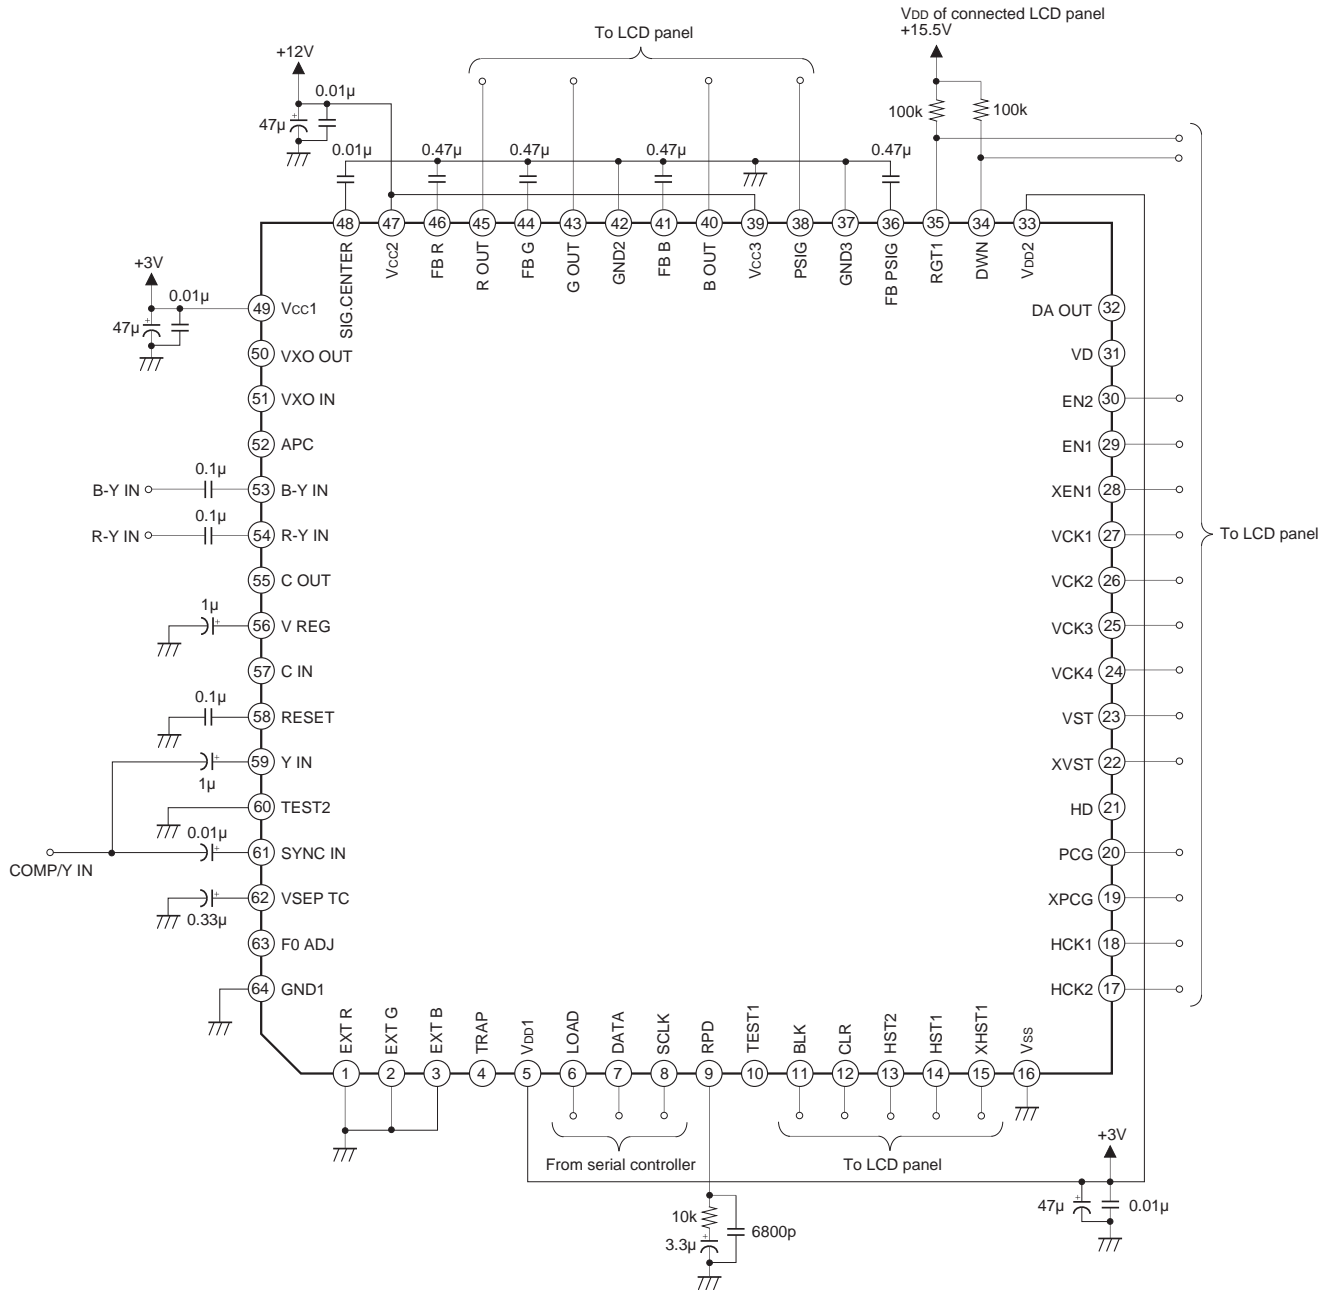 VDD of connected LCD panel
+15.5V
To LCD panel
+12V
0.01µ
47µ
100k
100k
0.01µ
0.47µ
0.47µ
0.47µ
0.47µ
48
47
46
45
44
43
42
41
40
39
38
37
36
35
34
33
SIG.CENTER
VCC2
FB R
R OUT
FB G
G OUT
GND2
FB B
B OUT
VCC3
PSIG
GND3
FB PSIG
RGT1
DWN
VDD2
+3V
0.01µ
47µ
49 VCC1
50 VXO OUT
51 VXO IN
52 APC
B-Y IN 0.1µ 53 B-Y IN
R-Y IN 0.1µ 54 R-Y IN
55 C OUT
1µ 56 V REG
57 C IN
0.1µ 58 RESET
1µ 59 Y IN
60 TEST2
COMP/Y IN
0.01µ 61 SYNC IN
0.33µ 62 VSEP TC
63 F0 ADJ
64 GND1
DA OUT 32
VD 31
EN2 30
EN1 29
XEN1 28
VCK1 27
To LCD panel
VCK2 26
VCK3 25
VCK4 24
VST 23
XVST 22
HD 21
PCG 20
XPCG 19
HCK1 18
HCK2 17
EXT R
EXT G
EXT B
TRAP
VDD1
LOAD
DATA
SCLK
RPD
TEST1
BLK
CLR
HST2
HST1
XHST1
VSS
1
2
3
4
5
6
7
8
9
10
11
12
13
14
15
16
From serial controller
To LCD panel
+3V
47µ
0.01µ
10k
3.3µ
6800p